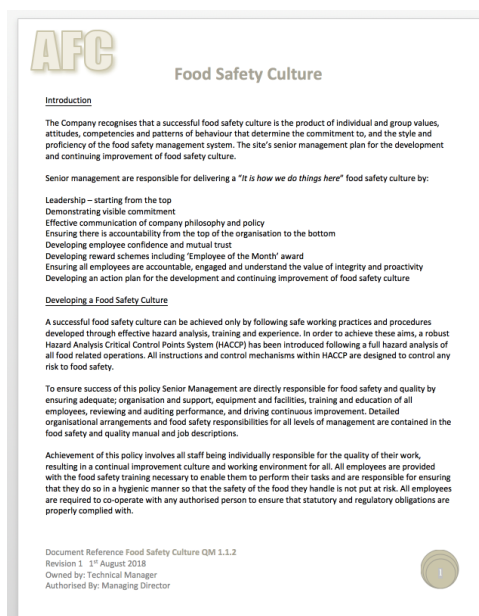 AFC
Food Safety Culture
Introduction
The Company recognises that a successful food safety culture is the product of individual and group values,
attitudes, competencies and patterns of behaviour that determine the commitment to, and the style and
proficiency of the food safety management system. The site's senior management plan for the development
and continuing improvement of food safety culture.
Senior management are responsible for delivering a "It is how we do things here" food safety culture by:
Leadership – starting from the top
Demonstrating visible commitment
Effective communication of company philosophy and policy
Ensuring there is accountability from the top of the organisation to the bottom
Developing employee confidence and mutual trust
Developing reward schemes including 'Employee of the Month' award
Ensuring all employees are accountable, engaged and understand the value of integrity and proactivity
Developing an action plan for the development and continuing improvement of food safety culture
Developing a Food Safety Culture
A successful food safety culture can be achieved only by following safe working practices and procedures
developed through effective hazard analysis, training and experience. In order to achieve these aims, a robust
Hazard Analysis Critical Control Points System (HACCP) has been introduced following a full hazard analysis of
all food related operations. All instructions and control mechanisms within HACCP are designed to control any
risk to food safety.
To ensure success of this policy Senior Management are directly responsible for food safety and quality by
ensuring adequate; organisation and support, equipment and facilities, training and education of all
employees, reviewing and auditing performance, and driving continuous improvement. Detailed
organisational arrangements and food safety responsibilities for all levels of management are contained in the
food safety and quality manual and job descriptions.
Achievement of this policy involves all staff being individually responsible for the quality of their work,
resulting in a continual improvement culture and working environment for all. All employees are provided
with the food safety training necessary to enable them to perform their tasks and are responsible for ensuring
that they do so in a hygienic manner so that the safety of the food they handle is not put at risk. All employees
are required to co-operate with any authorised person to ensure that statutory and regulatory obligations are
properly complied with.
Document Reference Food Safety Culture QM 1.1.2
Revision 1 1st August 2018
Owned by: Technical Manager
Authorised By: Managing Director
1